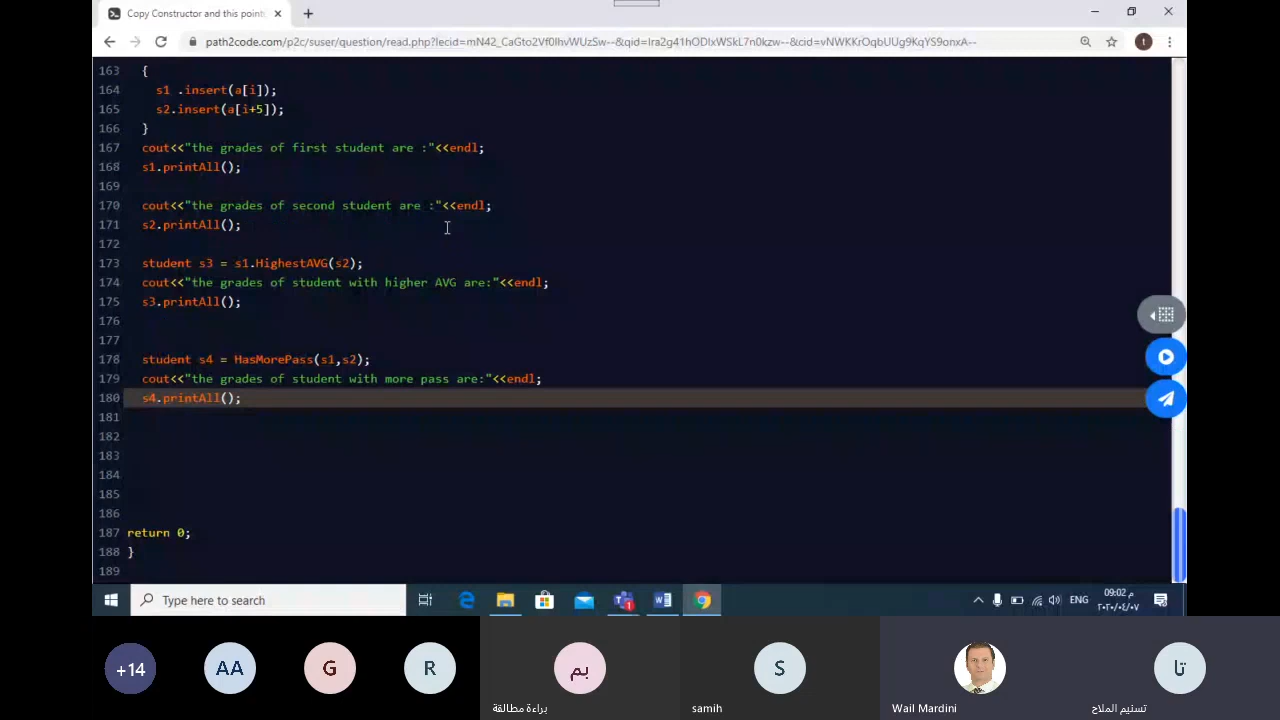 Copy Constructor and this point
path2code.com/p2c/suser/question/read.php?lecid=mN42_CaGto2Vf0IhvWUzSw--&qid=Ira2g41hODlxWSkL7n0kzw--&cid=vNWKKrOqbUUg9KqYS9onxA--
t
163 {
164 s1 .insert(a[i]);
165 s2.insert(a[i+5]);
166 }
167 cout<<"the grades of first student are :"<<endl;
168 s1.printAll();
169
170 cout<<"the grades of second student are :"<<endl;
171 s2.printAll();
172
173 student s3 = s1.HighestAVG(s2);
174 cout<<"the grades of student with higher AVG are:"<<endl;
175 s3.printAll();
176
177
178 student s4 = HasMorePass(s1,s2);
179 cout<<"the grades of student with more pass are:"<<endl;
180 s4.printAll();
181
182
183
184
185
186
187 return 0;
188 }
189
Type here to search
ENG
09:02 م
٢٠٢٠/٠٤/٠٧
+14
AA
G
R
بم
S
تا
براءة مطالقة
samih
Wail Mardini
تسنيم الملاح